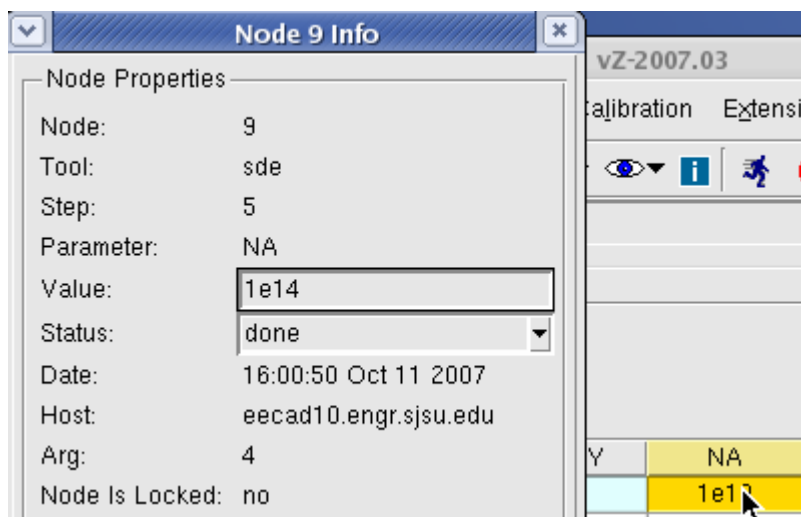 Node 9 Info
Node Properties
Node: 9
Tool: sde
Step: 5
Parameter: NA
Value: 1e14
Status: done
Date: 16:00:50 Oct 11 2007
Host: eecad10.engr.sjsu.edu
Arg: 4
Node Is Locked: no
vZ-2007.03
alibration Extensi
i
Y NA